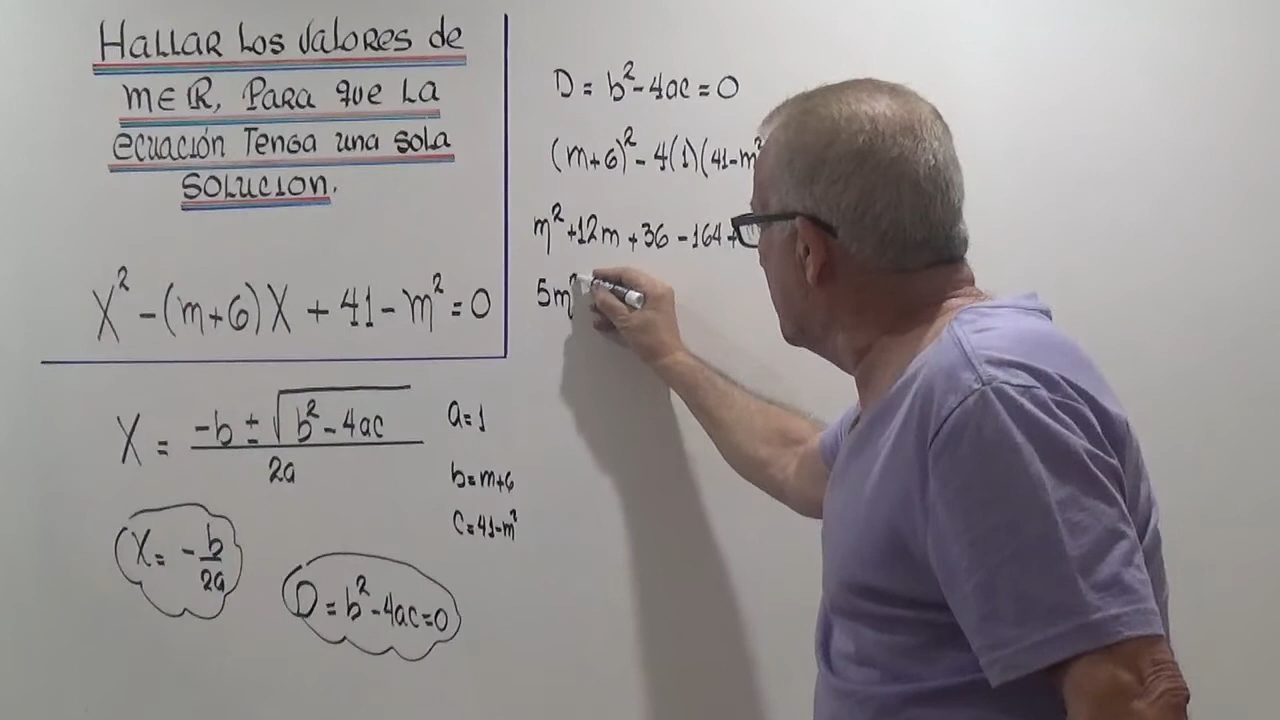 HALLAR LOS VALORES de
m∈ℝ, PARA que LA
ecuación Tenga una sola
SOLUCION.
X² - (m+6)X + 41 - m² = 0
X = -b ± √b² - 4ac / 2a
a=1
b=m+6
C=41-m²
X = - b/2a
D = b² - 4ac = 0
D = b² - 4ac = 0
(m+6)² - 4(1)(41-m²
m² + 12m + 36 - 164 +
5m²